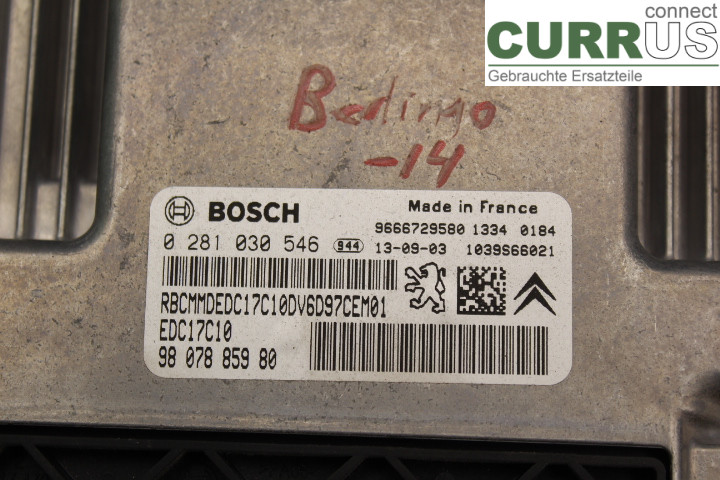 connect
CURRUS
Gebrauchte Ersatzteile
Berlingo
-14
BOSCH
Made in France
9666729580 1334 0184
0 281 030 546 944 13-09-03 1039S66021
RBCMMDEDC17C10DV6D97CEM01
EDC17C10
98 078 859 80